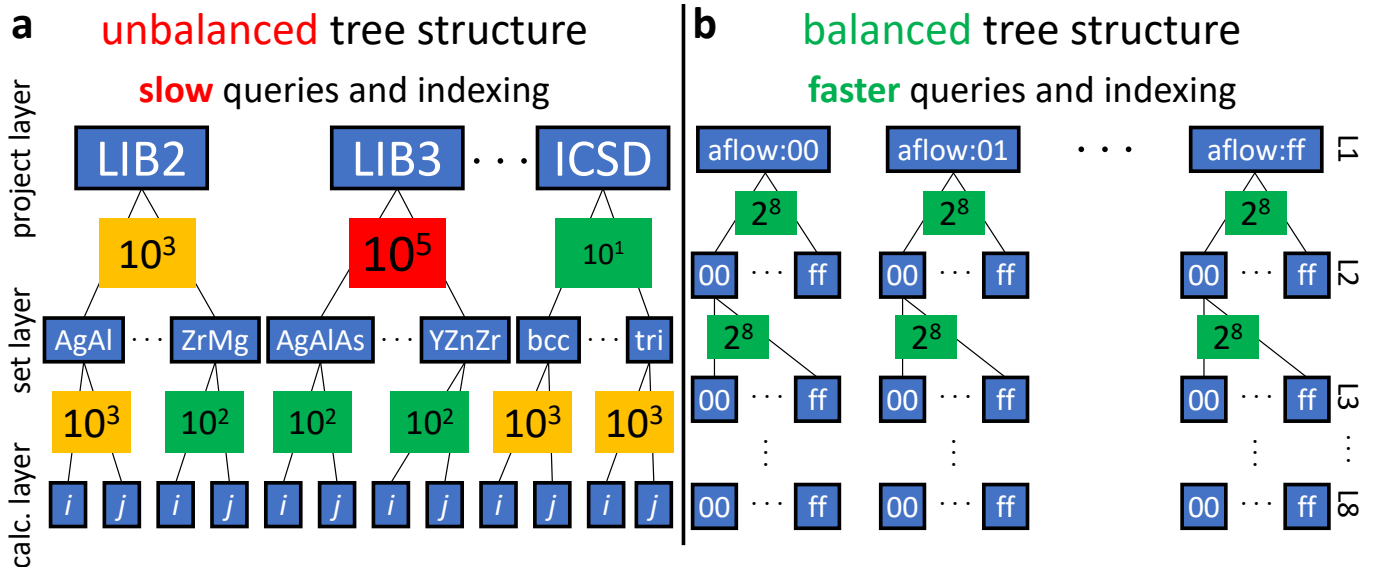 a unbalanced tree structure
slow queries and indexing
project layer
LIB2 LIB3 · · · ICSD
10³ 10⁵ 10¹
set layer
AgAl · · · ZrMg AgAlAs · · · YZnZr bcc · · · tri
10³ 10² 10² 10² 10³ 10³
calc. layer
i j i j i j i j i j i j
b balanced tree structure
faster queries and indexing
aflow:00 aflow:01 · · · aflow:ff L1
2⁸ 2⁸ 2⁸
00 · · · ff 00 · · · ff 00 · · · ff L2
2⁸ 2⁸ 2⁸
00 · · · ff 00 · · · ff 00 · · · ff L3
⋮ ⋮ ⋮ · · ·
00 · · · ff 00 · · · ff 00 · · · ff L8